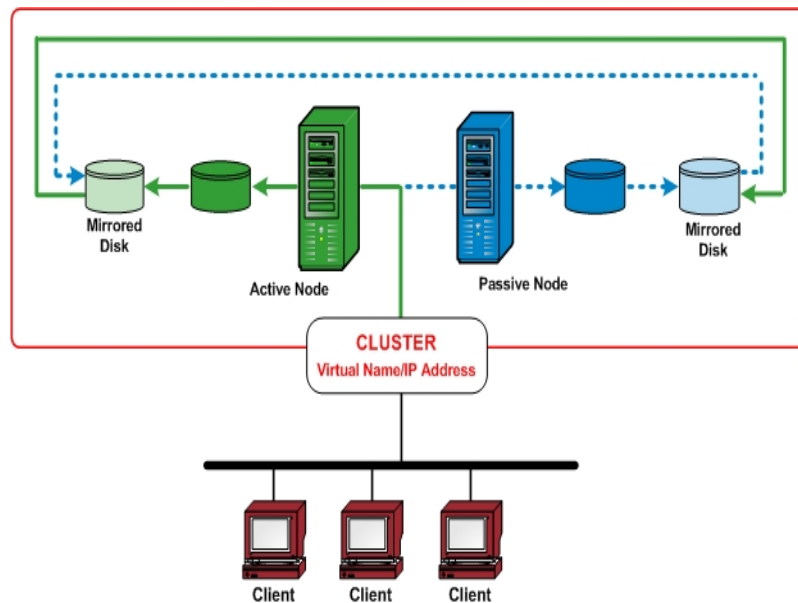 Mirrored
Disk
Active Node
Passive Node
Mirrored
Disk
CLUSTER
Virtual Name/IP Address
Client
Client
Client